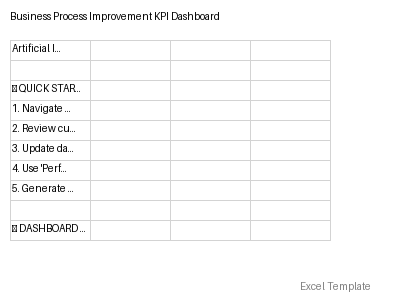 Business Process Improvement KPI Dashboard
Artificial I...
QUICK STAR...
1. Navigate ...
2. Review cu...
3. Update da...
4. Use 'Perf...
5. Generate ...
DASHBOARD...
Excel Template